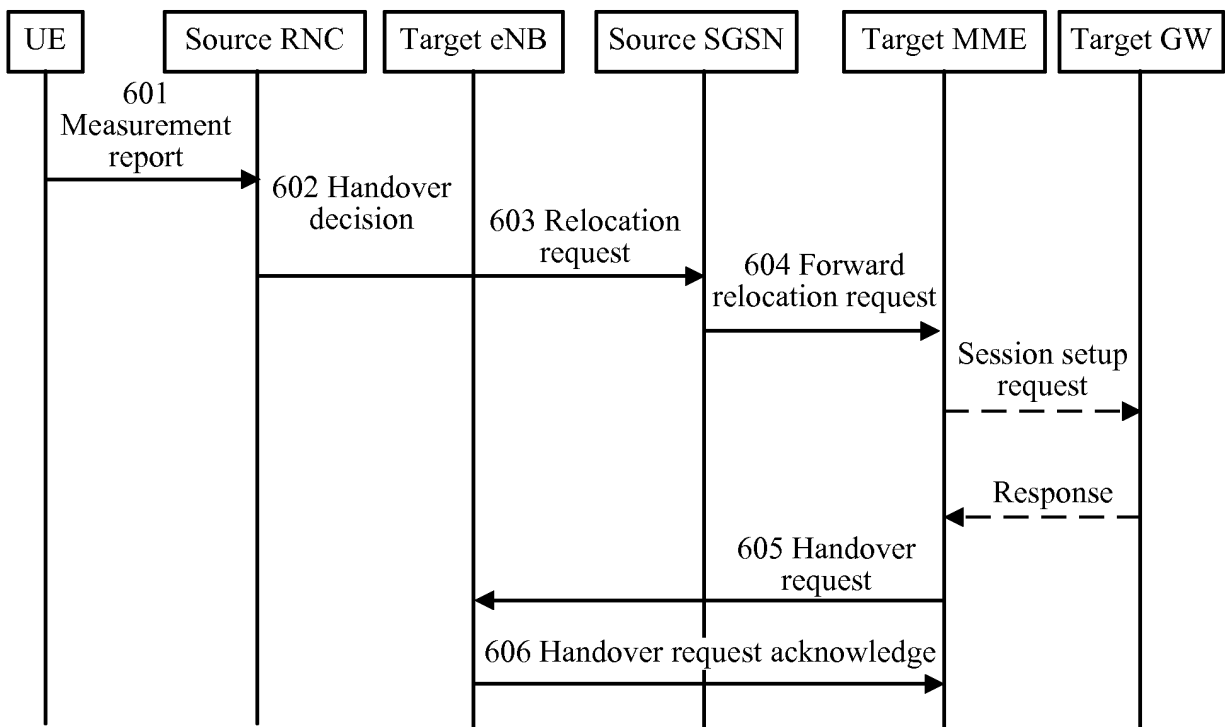 UE
Source RNC
Target eNB
Source SGSN
Target MME
Target GW
601
Measurement
report
602 Handover
decision
603 Relocation
request
604 Forward
relocation request
Session setup
request
Response
605 Handover
request
606 Handover request acknowledge